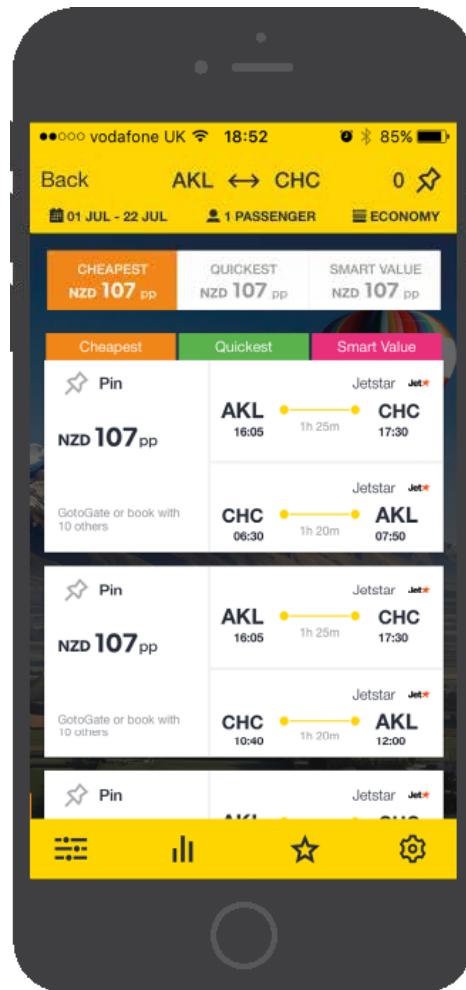 vodafone UK 18:52 85%
Back AKL ↔ CHC 0
01 JUL - 22 JUL 1 PASSENGER ECONOMY
CHEAPEST QUICKEST SMART VALUE
NZD 107 pp NZD 107 pp NZD 107 pp
Cheapest Quickest Smart Value
Pin
NZD 107 pp
GotoGate or book with
10 others
Jetstar Jet
AKL CHC
16:05 1h 25m 17:30
Jetstar Jet
CHC AKL
06:30 1h 20m 07:50
Pin
NZD 107 pp
GotoGate or book with
10 others
Jetstar Jet
AKL CHC
16:05 1h 25m 17:30
Jetstar Jet
CHC AKL
10:40 1h 20m 12:00
Pin
Jetstar Jet